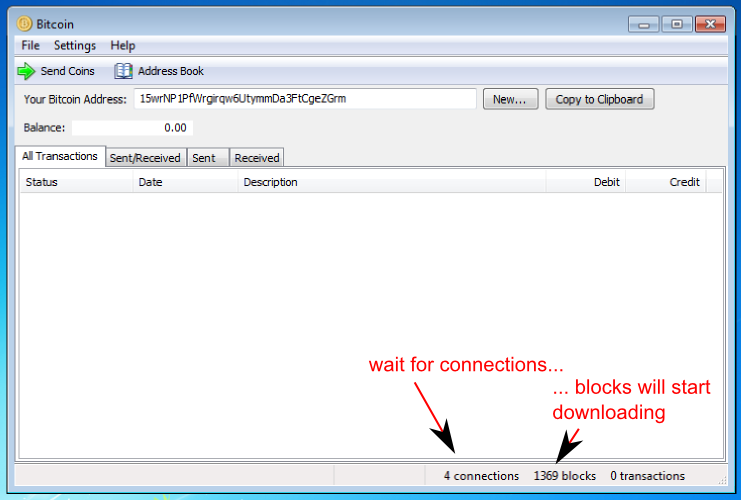 Bitcoin
File Settings Help
Send Coins Address Book
Your Bitcoin Address: 15wrNP1PfWrgirqw6UtymmDa3FtCgeZGrm New... Copy to Clipboard
Balance: 0.00
All Transactions Sent/Received Sent Received
Status Date Description Debit Credit
wait for connections...
... blocks will start
downloading
4 connections 1369 blocks 0 transactions